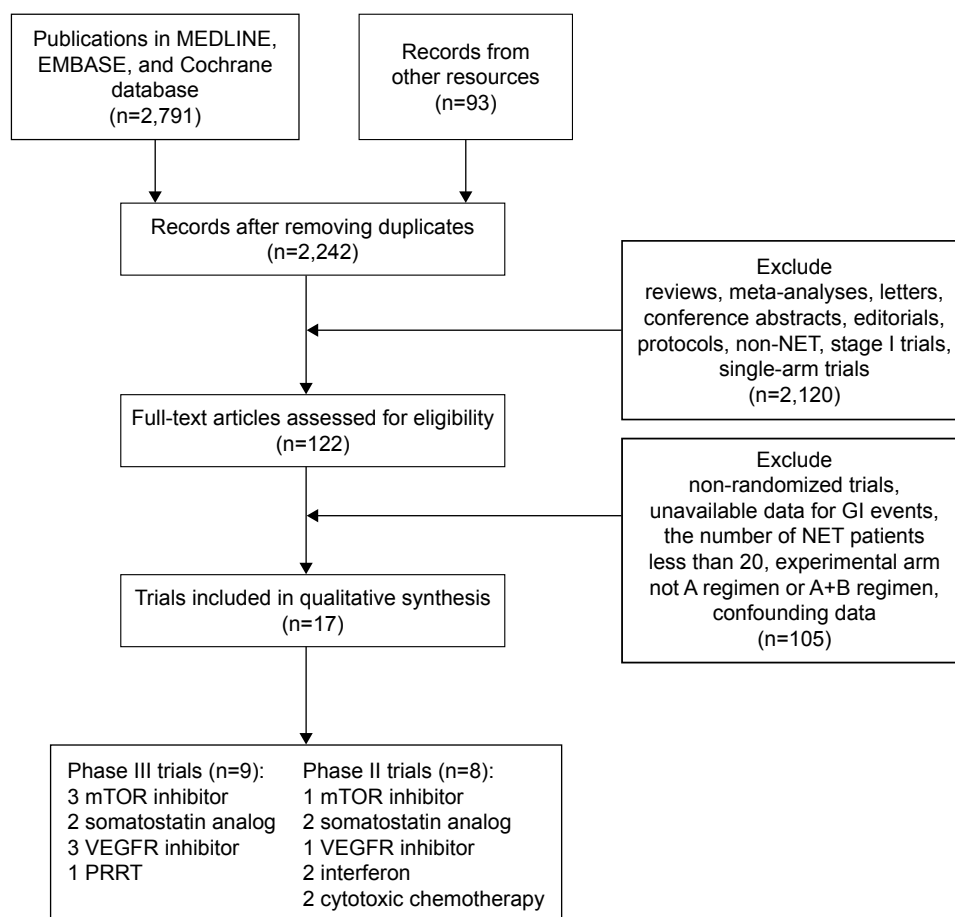 Publications in MEDLINE,
EMBASE, and Cochrane
database
(n=2,791)
Records from
other resources
(n=93)
Records after removing duplicates
(n=2,242)
Exclude
reviews, meta-analyses, letters,
conference abstracts, editorials,
protocols, non-NET, stage I trials,
single-arm trials
(n=2,120)
Full-text articles assessed for eligibility
(n=122)
Exclude
non-randomized trials,
unavailable data for GI events,
the number of NET patients
less than 20, experimental arm
not A regimen or A+B regimen,
confounding data
(n=105)
Trials included in qualitative synthesis
(n=17)
Phase III trials (n=9):
3 mTOR inhibitor
2 somatostatin analog
3 VEGFR inhibitor
1 PRRT
Phase II trials (n=8):
1 mTOR inhibitor
2 somatostatin analog
1 VEGFR inhibitor
2 interferon
2 cytotoxic chemotherapy